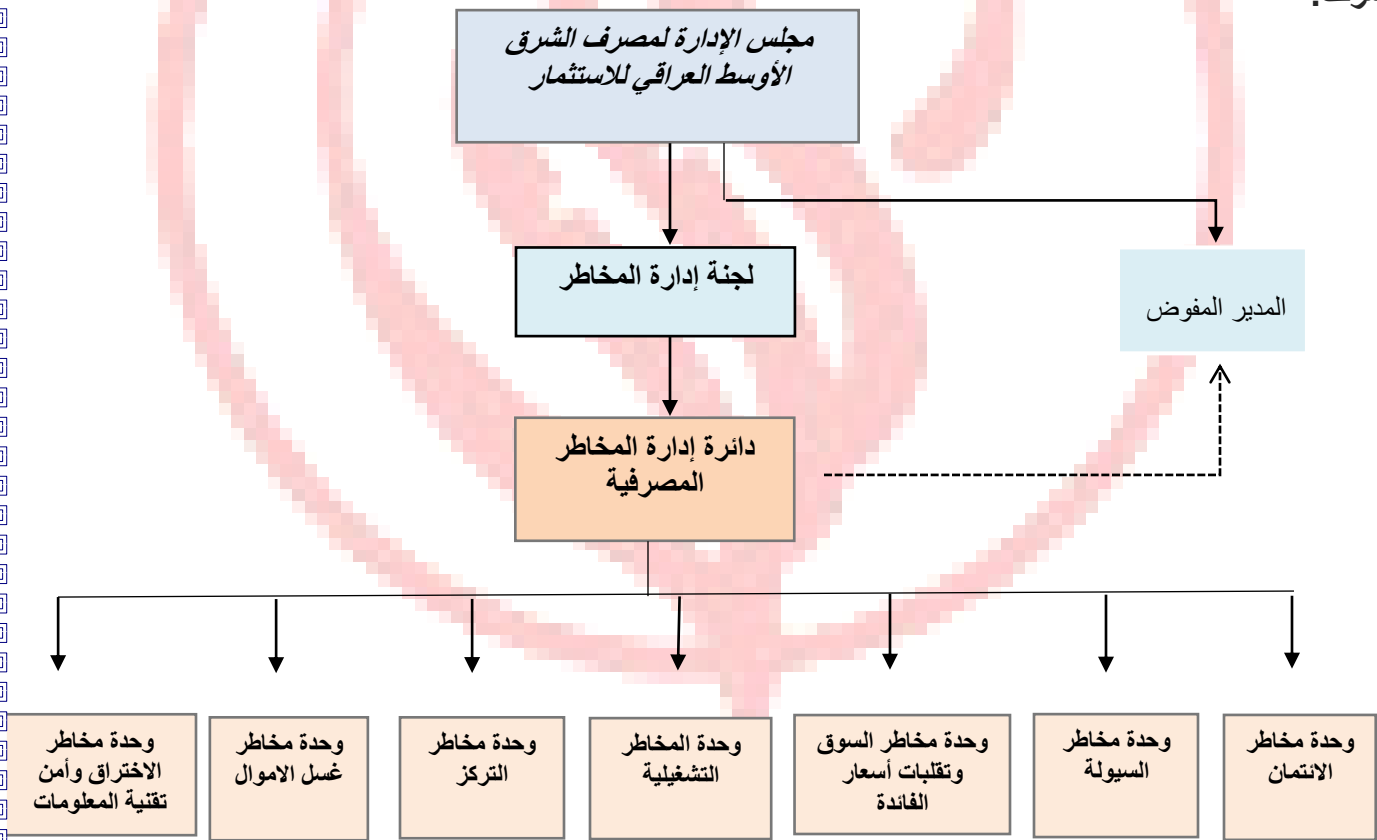 مجلس الإدارة لمصرف الشرق
الأوسط العراقي للاستثمار
لجنة إدارة المخاطر
المدير المفوض
دائرة إدارة المخاطر
المصرفية
وحدة مخاطر
الائتمان
وحدة مخاطر
السيولة
وحدة مخاطر السوق
وتقلبات أسعار
الفائدة
وحدة المخاطر
التشغيلية
وحدة مخاطر
التركز
وحدة مخاطر
غسل الاموال
وحدة مخاطر
الاختراق وأمن
تقنية المعلومات